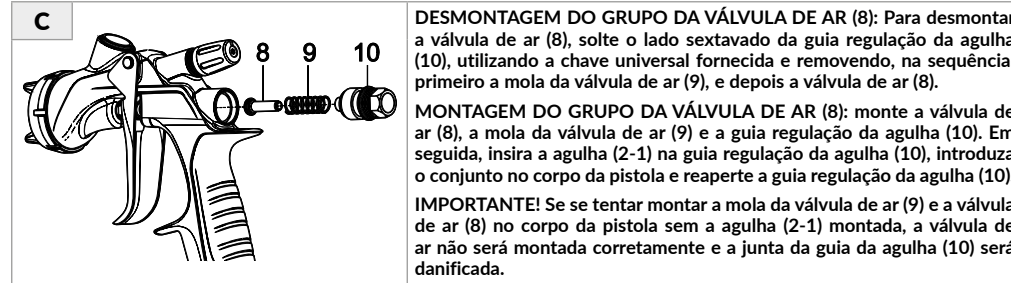 C
8 9 10
DESMONTAGEM DO GRUPO DA VÁLVULA DE AR (8): Para desmontar
a válvula de ar (8), solte o lado sextavado da guia regulação da agulha
(10), utilizando a chave universal fornecida e removendo, na sequência,
primeiro a mola da válvula de ar (9), e depois a válvula de ar (8).
MONTAGEM DO GRUPO DA VÁLVULA DE AR (8): monte a válvula de
ar (8), a mola da válvula de ar (9) e a guia regulação da agulha (10). Em
seguida, insira a agulha (2-1) na guia regulação da agulha (10), introduza
o conjunto no corpo da pistola e reaperte a guia regulação da agulha (10)
IMPORTANTE! Se se tentar montar a mola da válvula de ar (9) e a válvula
de ar (8) no corpo da pistola sem a agulha (2-1) montada, a válvula de
ar não será montada corretamente e a junta da guia da agulha (10) será
danificada.